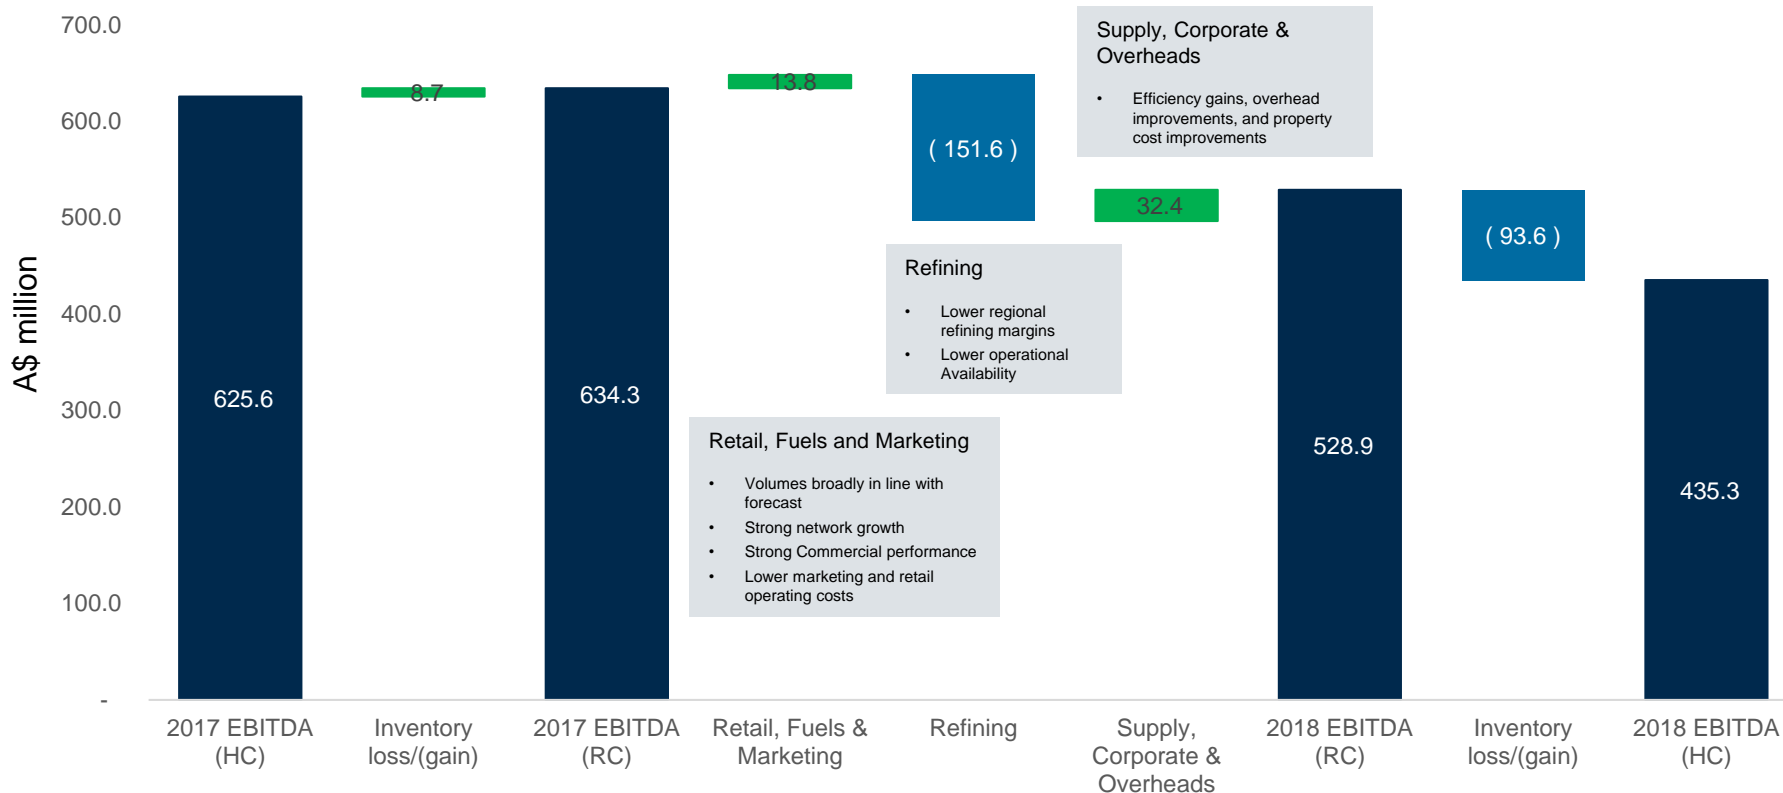 A$ million
700.0
600.0
500.0
400.0
300.0
200.0
100.0
-
625.6
8.7
634.3
13.8
( 151.6 )
32.4
528.9
( 93.6 )
435.3
Supply, Corporate &
Overheads
• Efficiency gains, overhead
improvements, and property
cost improvements
Refining
• Lower regional
refining margins
• Lower operational
Availability
Retail, Fuels and Marketing
• Volumes broadly in line with
forecast
• Strong network growth
• Strong Commercial performance
• Lower marketing and retail
operating costs
2017 EBITDA
(HC)
Inventory
loss/(gain)
2017 EBITDA
(RC)
Retail, Fuels &
Marketing
Refining
Supply,
Corporate &
Overheads
2018 EBITDA
(RC)
Inventory
loss/(gain)
2018 EBITDA
(HC)